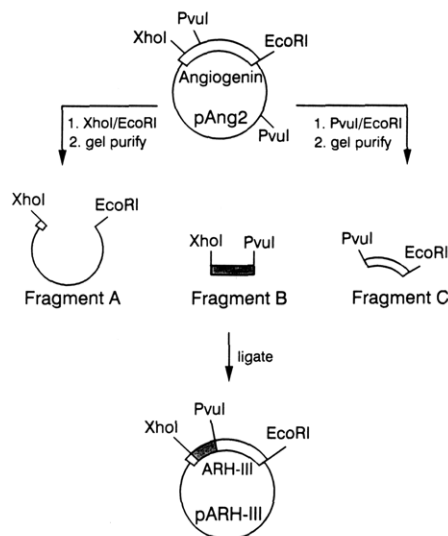 PvuI
XhoI
EcoRI
Angiogenin
pAng2
PvuI
1. XhoI/EcoRI
2. gel purify
1. PvuI/EcoRI
2. gel purify
XhoI
EcoRI
Fragment A
XhoI
PvuI
Fragment B
PvuI
EcoRI
Fragment C
ligate
PvuI
XhoI
EcoRI
ARH-III
pARH-III